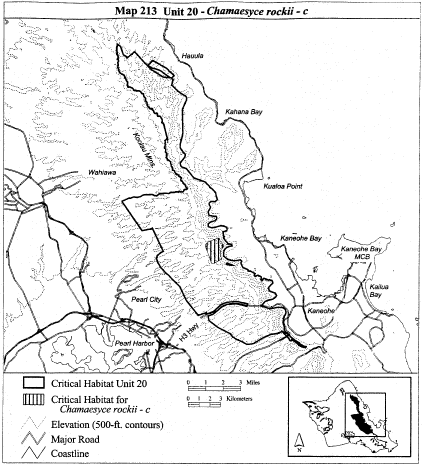 Map 213 Unit 20 - Chamaesyce rockii - c
Hauula
Kahana Bay
Koolau Mtns
Wahiawa
Kualoa Point
Kaneohe Bay
Kaneohe Bay
MCB
Kailua
Bay
Pearl City
Kaneohe
H3 Hwy
Pearl Harbor
Critical Habitat Unit 20
Critical Habitat for
Chamaesyce rockii - c
Elevation (500-ft. contours)
Major Road
Coastline
0 1 2 3 Miles
0 1 2 3 Kilometers
N